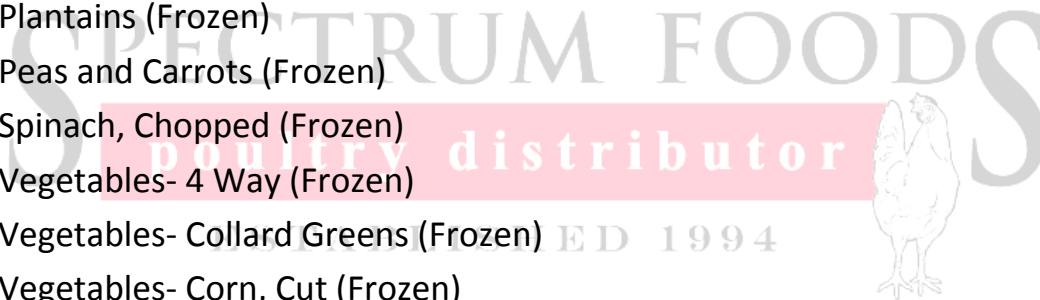 Plantains (Frozen)
SPECTRUM FOODS
Peas and Carrots (Frozen)
Spinach, Chopped (Frozen)
poultry distributor
Vegetables- 4 Way (Frozen)
Vegetables- Collard Greens (Frozen)
ESTABLISHED 1994
Vegetables- Corn, Cut (Frozen)